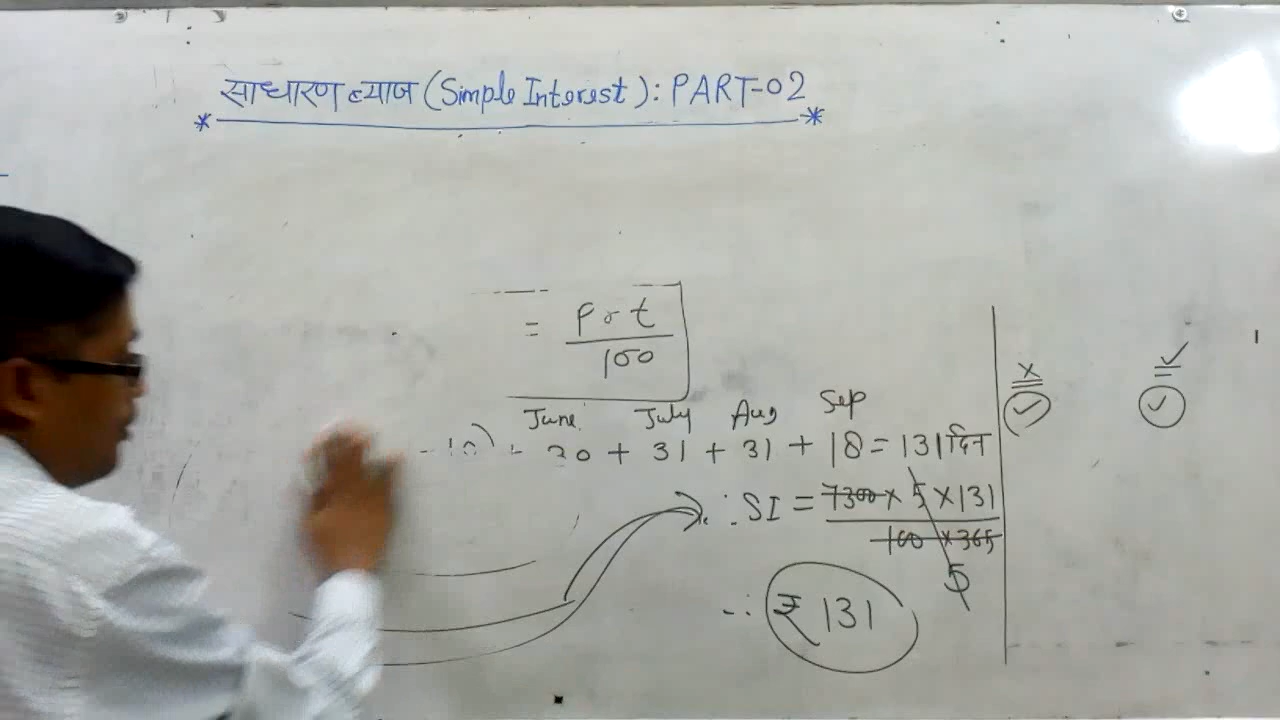 साधारण ब्याज (Simple Interest): PART-02
= Prt
100
June July Aug Sep
- 10) + 30 + 31 + 31 + 18 = 131 दिन
∴ SI = 7300 × 5 × 131
100 × 365
5
∴ ₹ 131